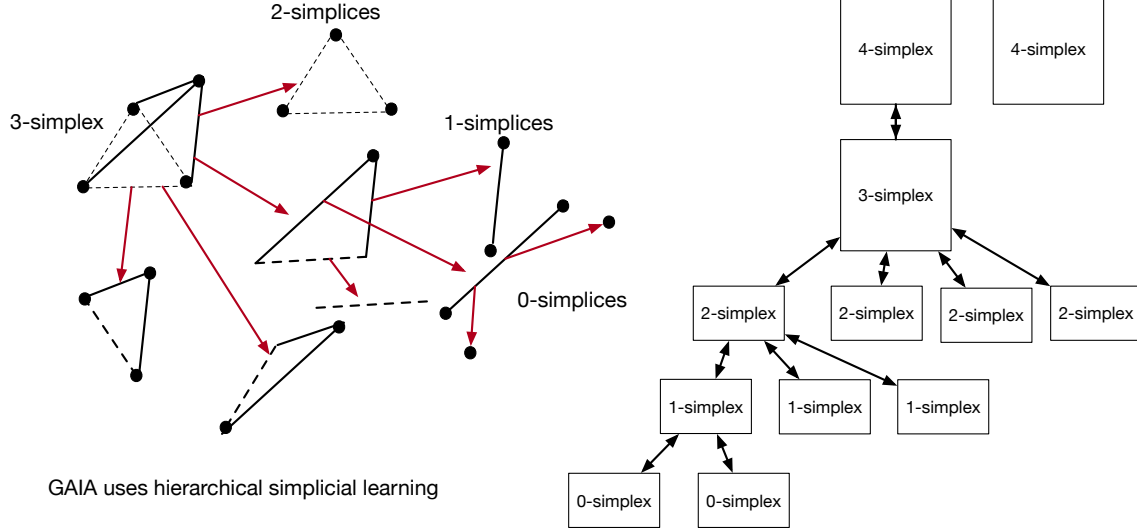 2-simplices
3-simplex
1-simplices
0-simplices
GAIA uses hierarchical simplicial learning
4-simplex
4-simplex
3-simplex
2-simplex
2-simplex
2-simplex
2-simplex
1-simplex
1-simplex
1-simplex
0-simplex
0-simplex